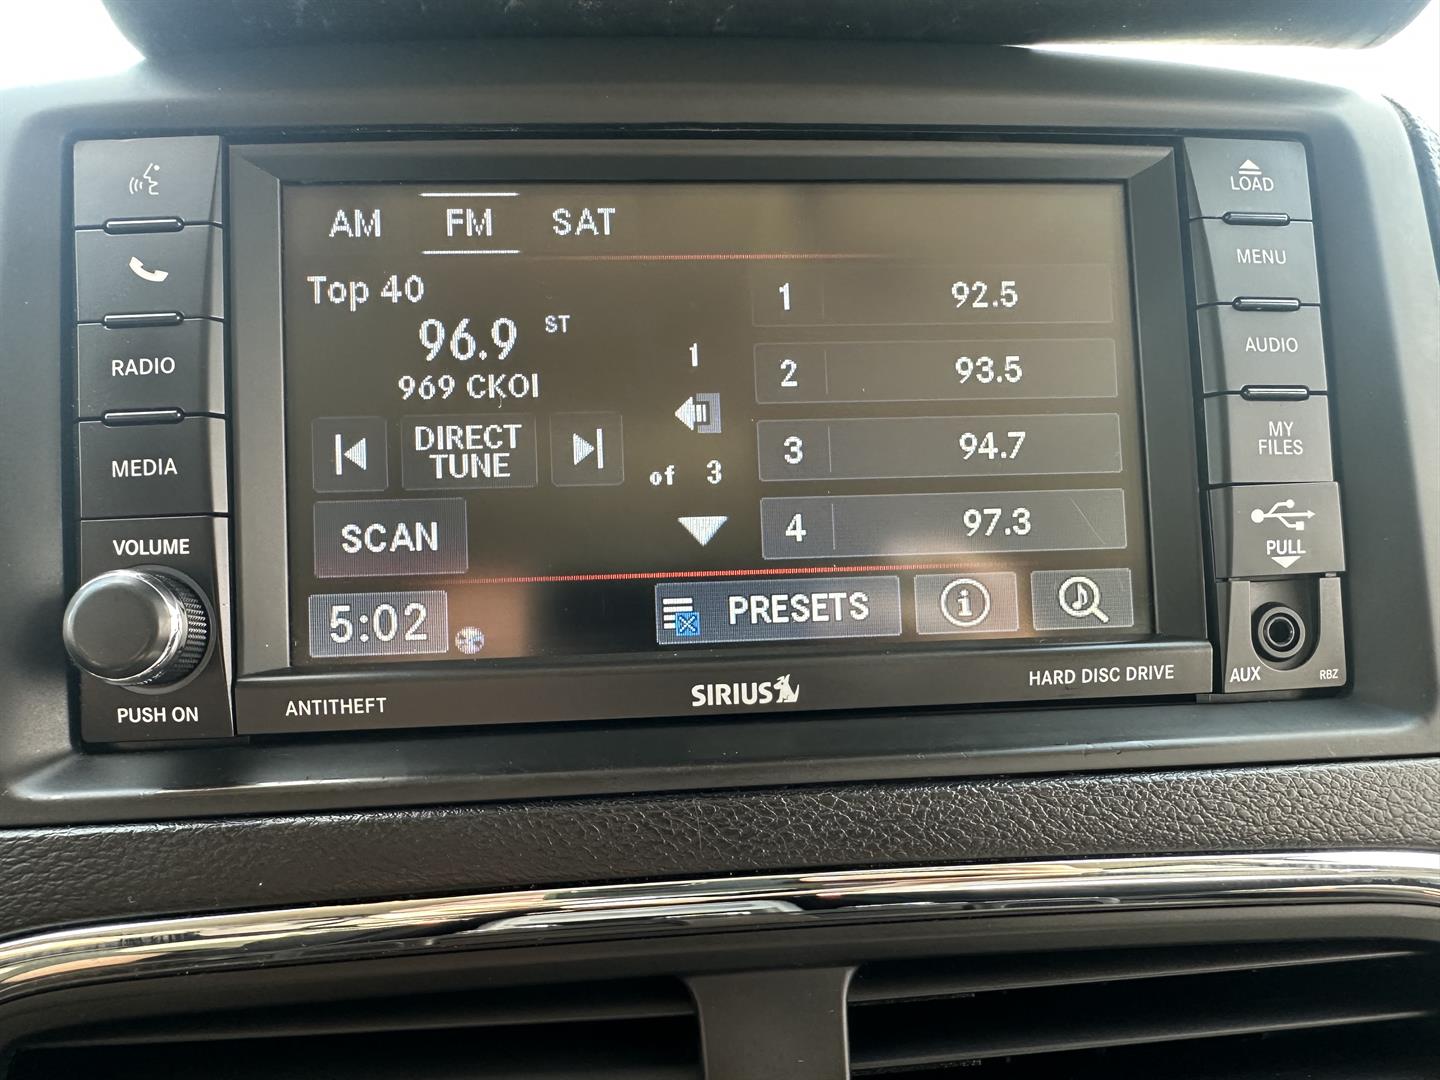 AM FM SAT
Top 40
96.9 ST
969 CKOI
DIRECT
TUNE
SCAN
5:02
1
of 3
1 92.5
2 93.5
3 94.7
4 97.3
PRESETS
i
RADIO
MEDIA
VOLUME
PUSH ON
LOAD
MENU
AUDIO
MY
FILES
PULL
AUX
RBZ
ANTITHEFT
SIRIUS
HARD DISC DRIVE